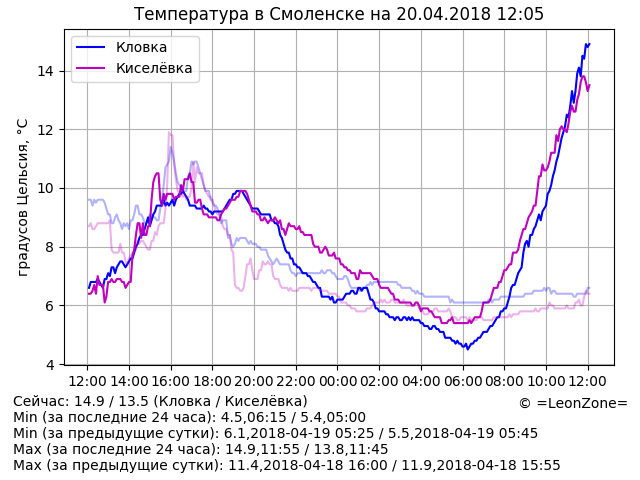 Температура в Смоленске на 20.04.2018 12:05
Кловка
Киселёвка
градусов Цельсия, °C
14
12
10
8
6
4
12:00 14:00 16:00 18:00 20:00 22:00 00:00 02:00 04:00 06:00 08:00 10:00 12:00
Сейчас: 14.9 / 13.5 (Кловка / Киселёвка)
© =LeonZone=
Min (за последние 24 часа): 4.5,06:15 / 5.4,05:00
Min (за предыдущие сутки): 6.1,2018-04-19 05:25 / 5.5,2018-04-19 05:45
Max (за последние 24 часа): 14.9,11:55 / 13.8,11:45
Max (за предыдущие сутки): 11.4,2018-04-18 16:00 / 11.9,2018-04-18 15:55